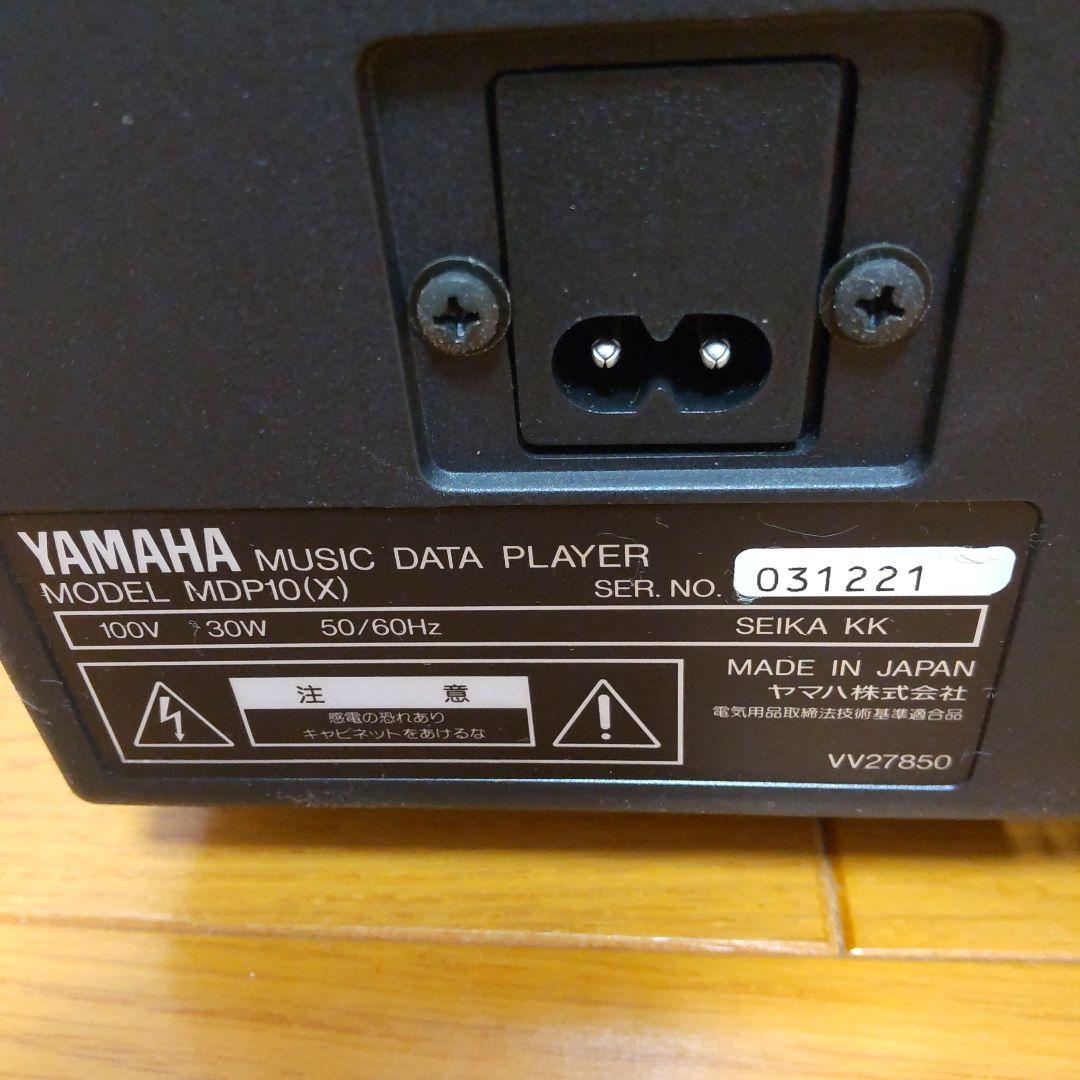 YAMAHA MUSIC DATA PLAYER
MODEL MDP10(X)
SER. NO. 031221
100V 30W 50/60Hz SEIKA KK
注 意
感電の恐れあり
キャビネットをあけるな
MADE IN JAPAN
ヤマハ株式会社
電気用品取締法技術基準適合品
VV27850